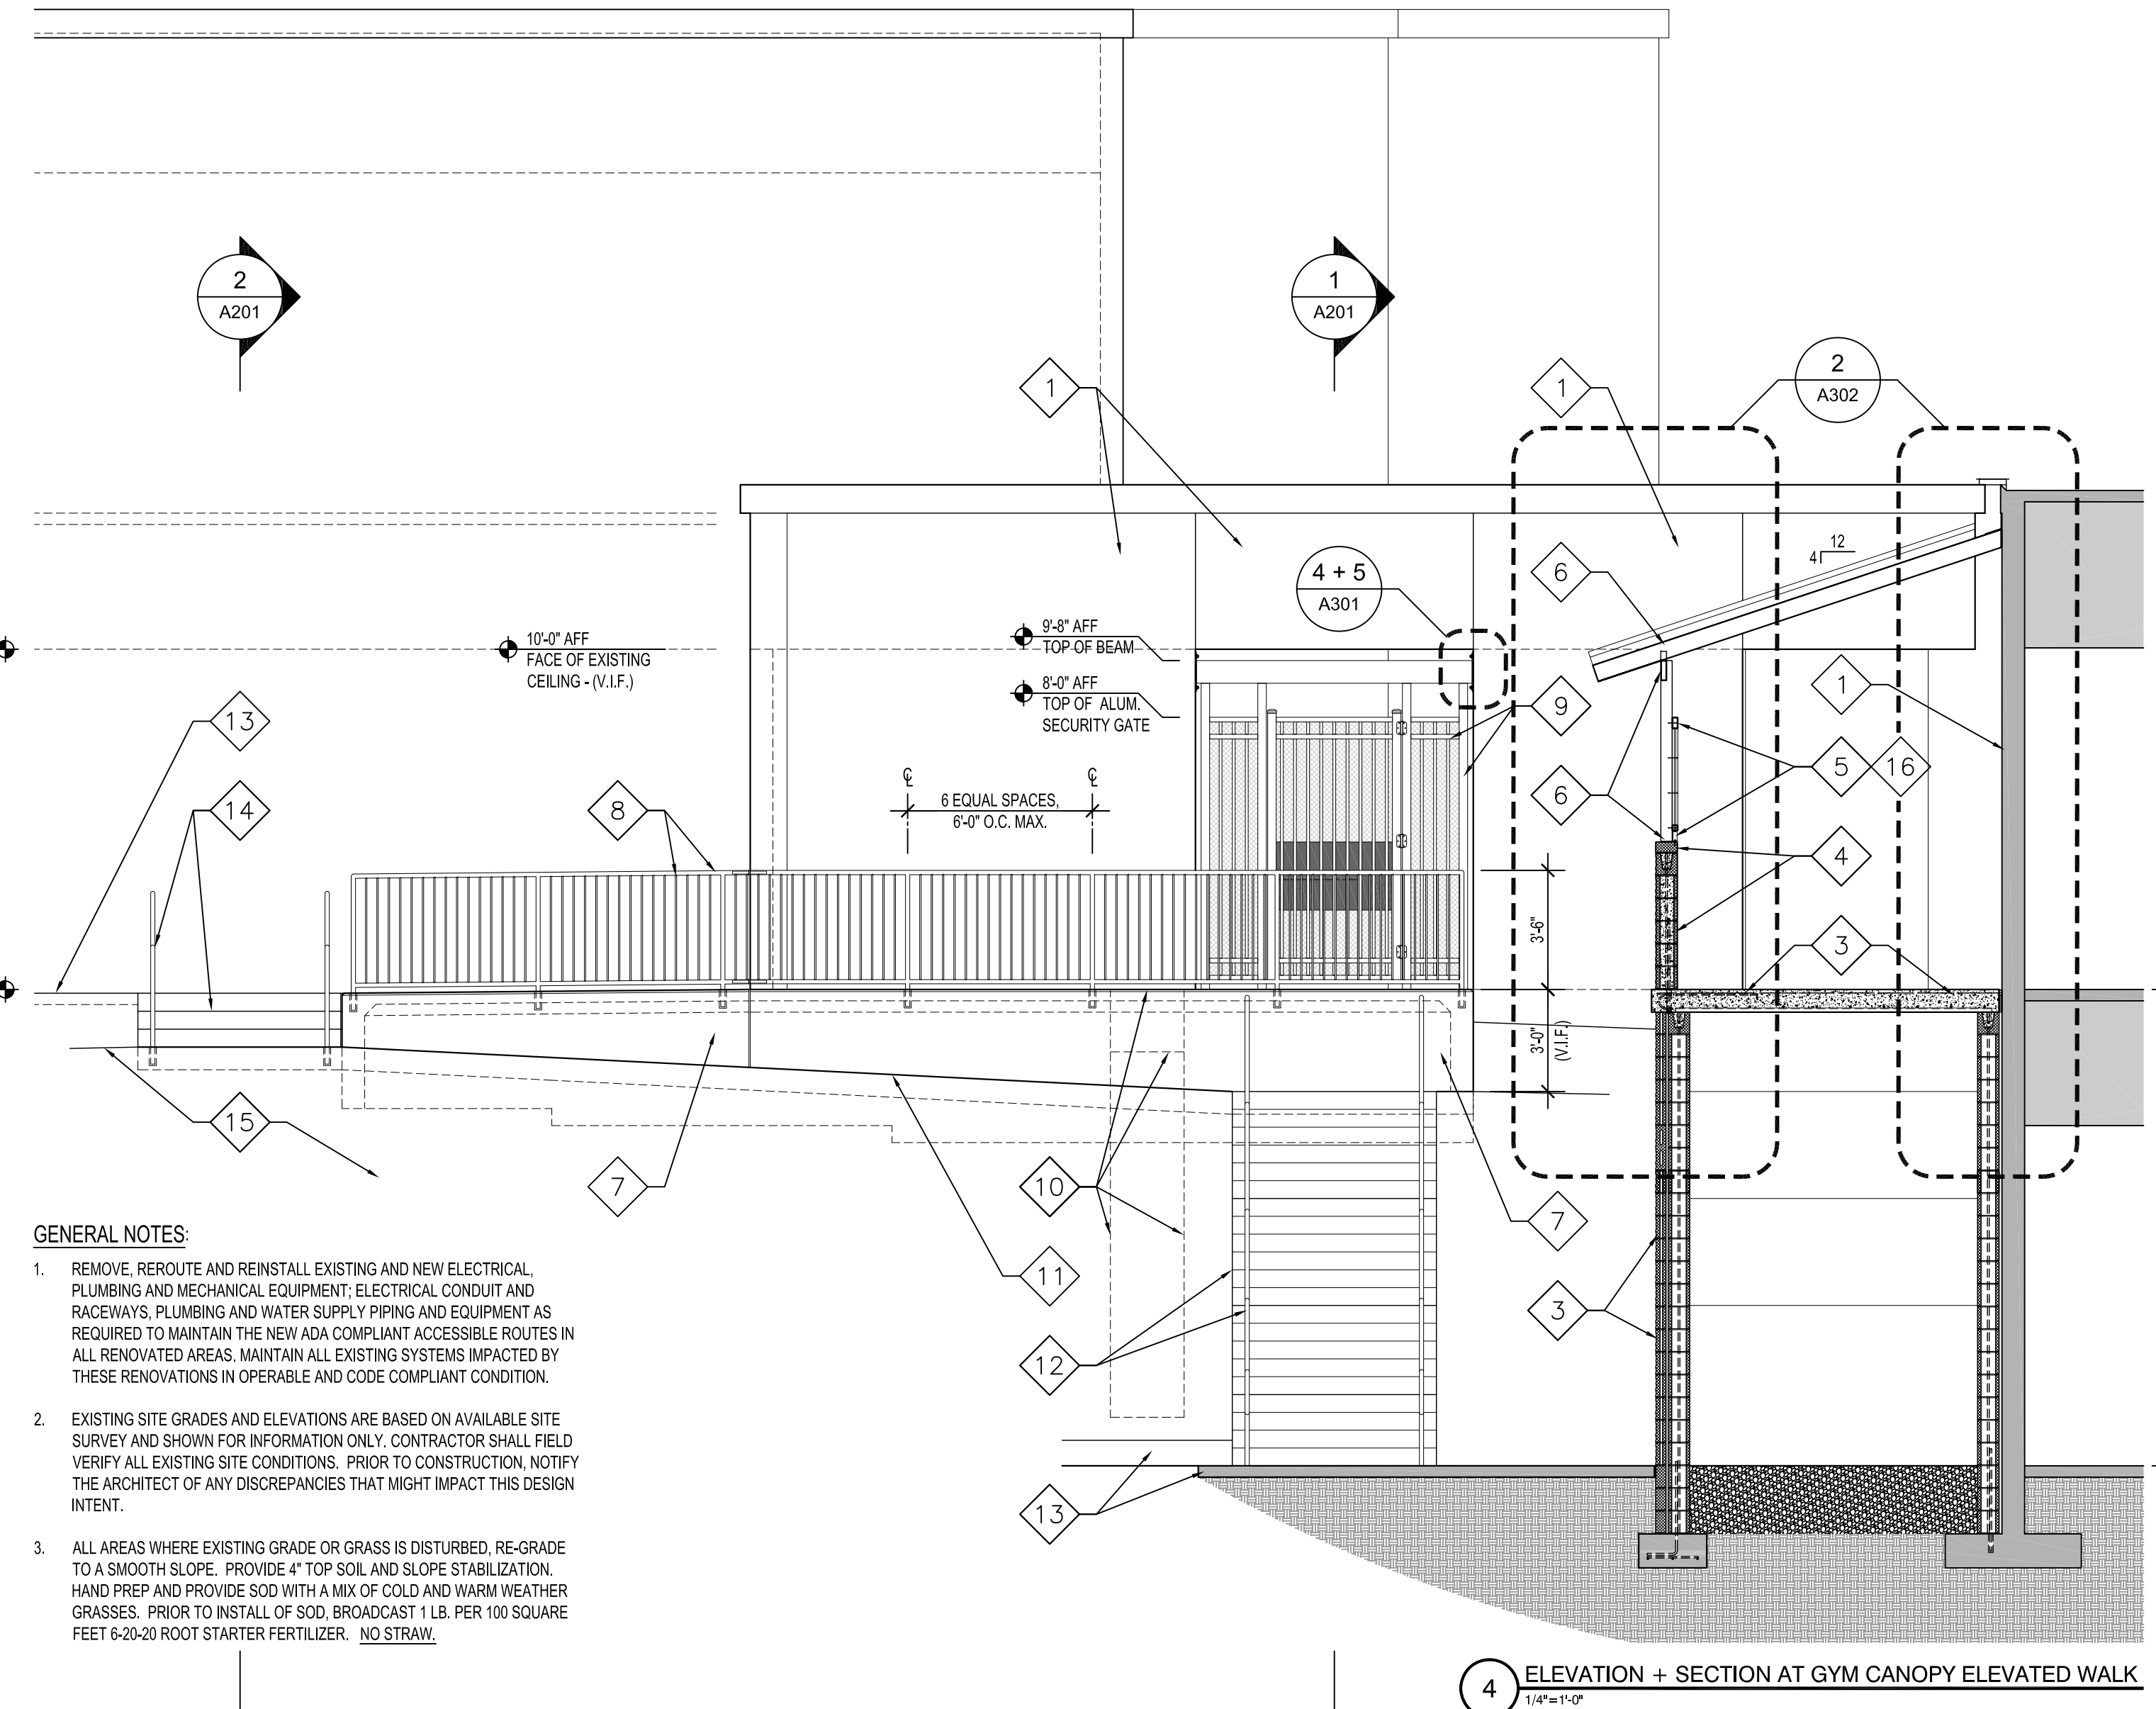 2
A201
1
A201
2
A302
1
1
12
4
4 + 5
A301
6
9'-8" AFF
TOP OF BEAM
10'-0" AFF
FACE OF EXISTING
CEILING - (V.I.F.)
8'-0" AFF
TOP OF ALUM.
SECURITY GATE
1
9
13
5
16
6
14
8
℄
℄
6 EQUAL SPACES,
6'-0" O.C. MAX.
4
3'-6"
3
3'-0"
(V.I.F.)
15
7
10
7
11
3
12
13
GENERAL NOTES:
1. REMOVE, REROUTE AND REINSTALL EXISTING AND NEW ELECTRICAL,
PLUMBING AND MECHANICAL EQUIPMENT; ELECTRICAL CONDUIT AND
RACEWAYS, PLUMBING AND WATER SUPPLY PIPING AND EQUIPMENT AS
REQUIRED TO MAINTAIN THE NEW ADA COMPLIANT ACCESSIBLE ROUTES IN
ALL RENOVATED AREAS. MAINTAIN ALL EXISTING SYSTEMS IMPACTED BY
THESE RENOVATIONS IN OPERABLE AND CODE COMPLIANT CONDITION.
2. EXISTING SITE GRADES AND ELEVATIONS ARE BASED ON AVAILABLE SITE
SURVEY AND SHOWN FOR INFORMATION ONLY. CONTRACTOR SHALL FIELD
VERIFY ALL EXISTING SITE CONDITIONS. PRIOR TO CONSTRUCTION, NOTIFY
THE ARCHITECT OF ANY DISCREPANCIES THAT MIGHT IMPACT THIS DESIGN
INTENT.
3. ALL AREAS WHERE EXISTING GRADE OR GRASS IS DISTURBED, RE-GRADE
TO A SMOOTH SLOPE. PROVIDE 4" TOP SOIL AND SLOPE STABILIZATION.
HAND PREP AND PROVIDE SOD WITH A MIX OF COLD AND WARM WEATHER
GRASSES. PRIOR TO INSTALL OF SOD, BROADCAST 1 LB. PER 100 SQUARE
FEET 6-20-20 ROOT STARTER FERTILIZER. NO STRAW.
4
ELEVATION + SECTION AT GYM CANOPY ELEVATED WALK
1/4"=1'-0"